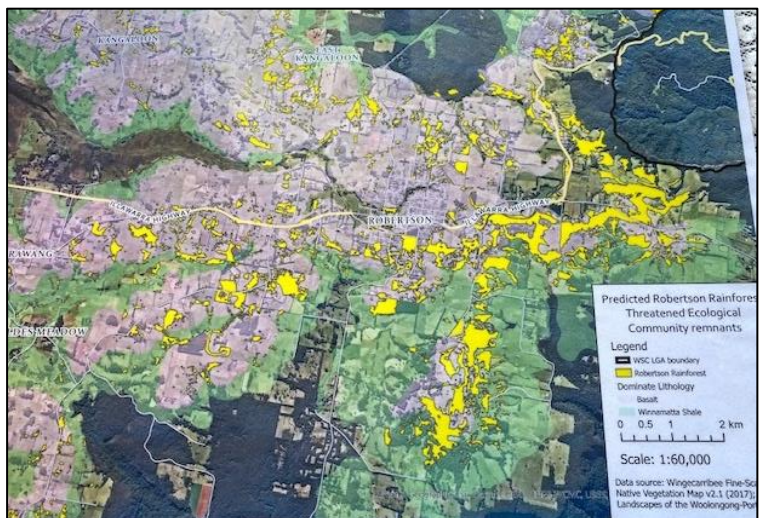 KANGALOON
EAST
KANGALOON
ILLAWARRA HIGHWAY
ROBERTSON
ILLAWARRA HIGHWAY
RAWANG
DES MEADOW
Predicted Robertson Rainfores
Threatened Ecological
Community remnants
Legend
WSC LGA boundary
Robertson Rainforest
Dominate Lithology
Basalt
Winnamatta Shale
0 0.5 1 2 km
Scale: 1:60,000
Data source: Wingecarribee Fine-Sca
Native Vegetation Map v2.1 (2017);
Landscapes of the Woolongong-Port